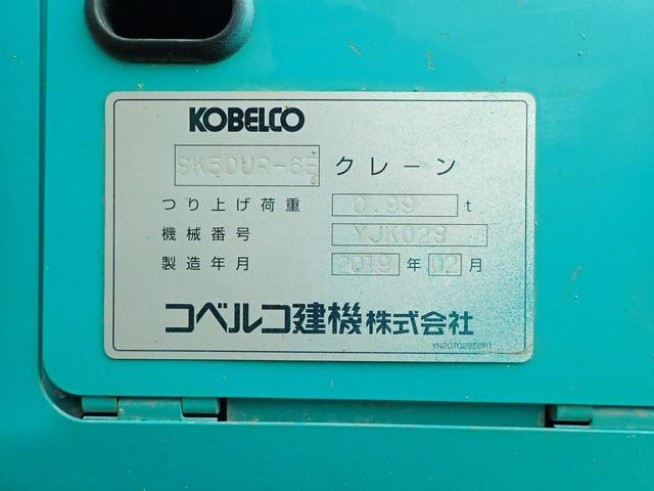 KOBELCO
SK50UR-6E クレーン
つり上げ荷重 0.99 t
機械番号 YJK028
製造年月 2019 年 02 月
コベルコ建機株式会社